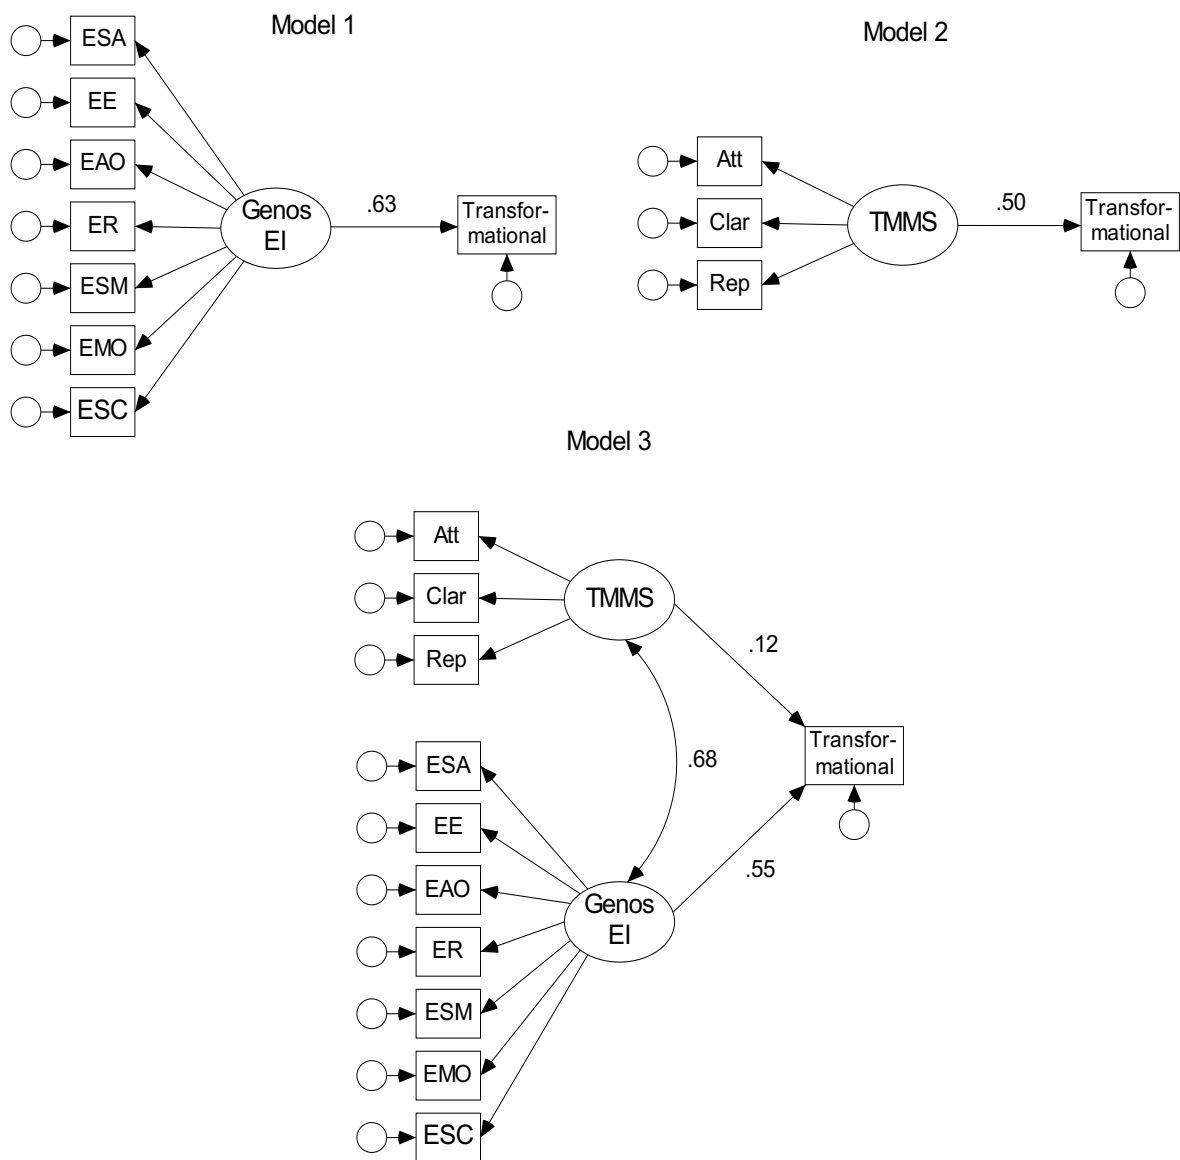 Model 1
ESA
EE
EAO
ER
ESM
EMO
ESC
Genos
EI
.63
Transfor-
mational
Model 2
Att
Clar
Rep
TMMS
.50
Transfor-
mational
Model 3
Att
Clar
Rep
TMMS
.12
.68
Transfor-
mational
ESA
EE
EAO
ER
ESM
EMO
ESC
Genos
EI
.55